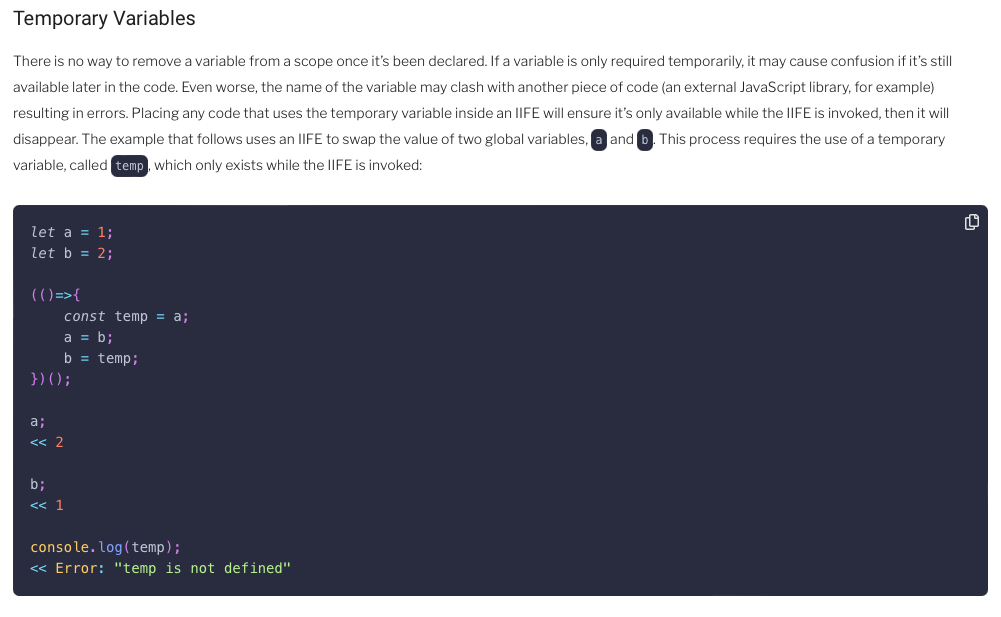 Temporary Variables
There is no way to remove a variable from a scope once it’s been declared. If a variable is only required temporarily, it may cause confusion if it’s still
available later in the code. Even worse, the name of the variable may clash with another piece of code (an external JavaScript library, for example)
resulting in errors. Placing any code that uses the temporary variable inside an IIFE will ensure it’s only available while the IIFE is invoked, then it will
disappear. The example that follows uses an IIFE to swap the value of two global variables, a and b. This process requires the use of a temporary
variable, called temp, which only exists while the IIFE is invoked:
let a = 1;
let b = 2;
(()=>{
    const temp = a;
    a = b;
    b = temp;
})();
a;
<< 2
b;
<< 1
console.log(temp);
<< Error: "temp is not defined"